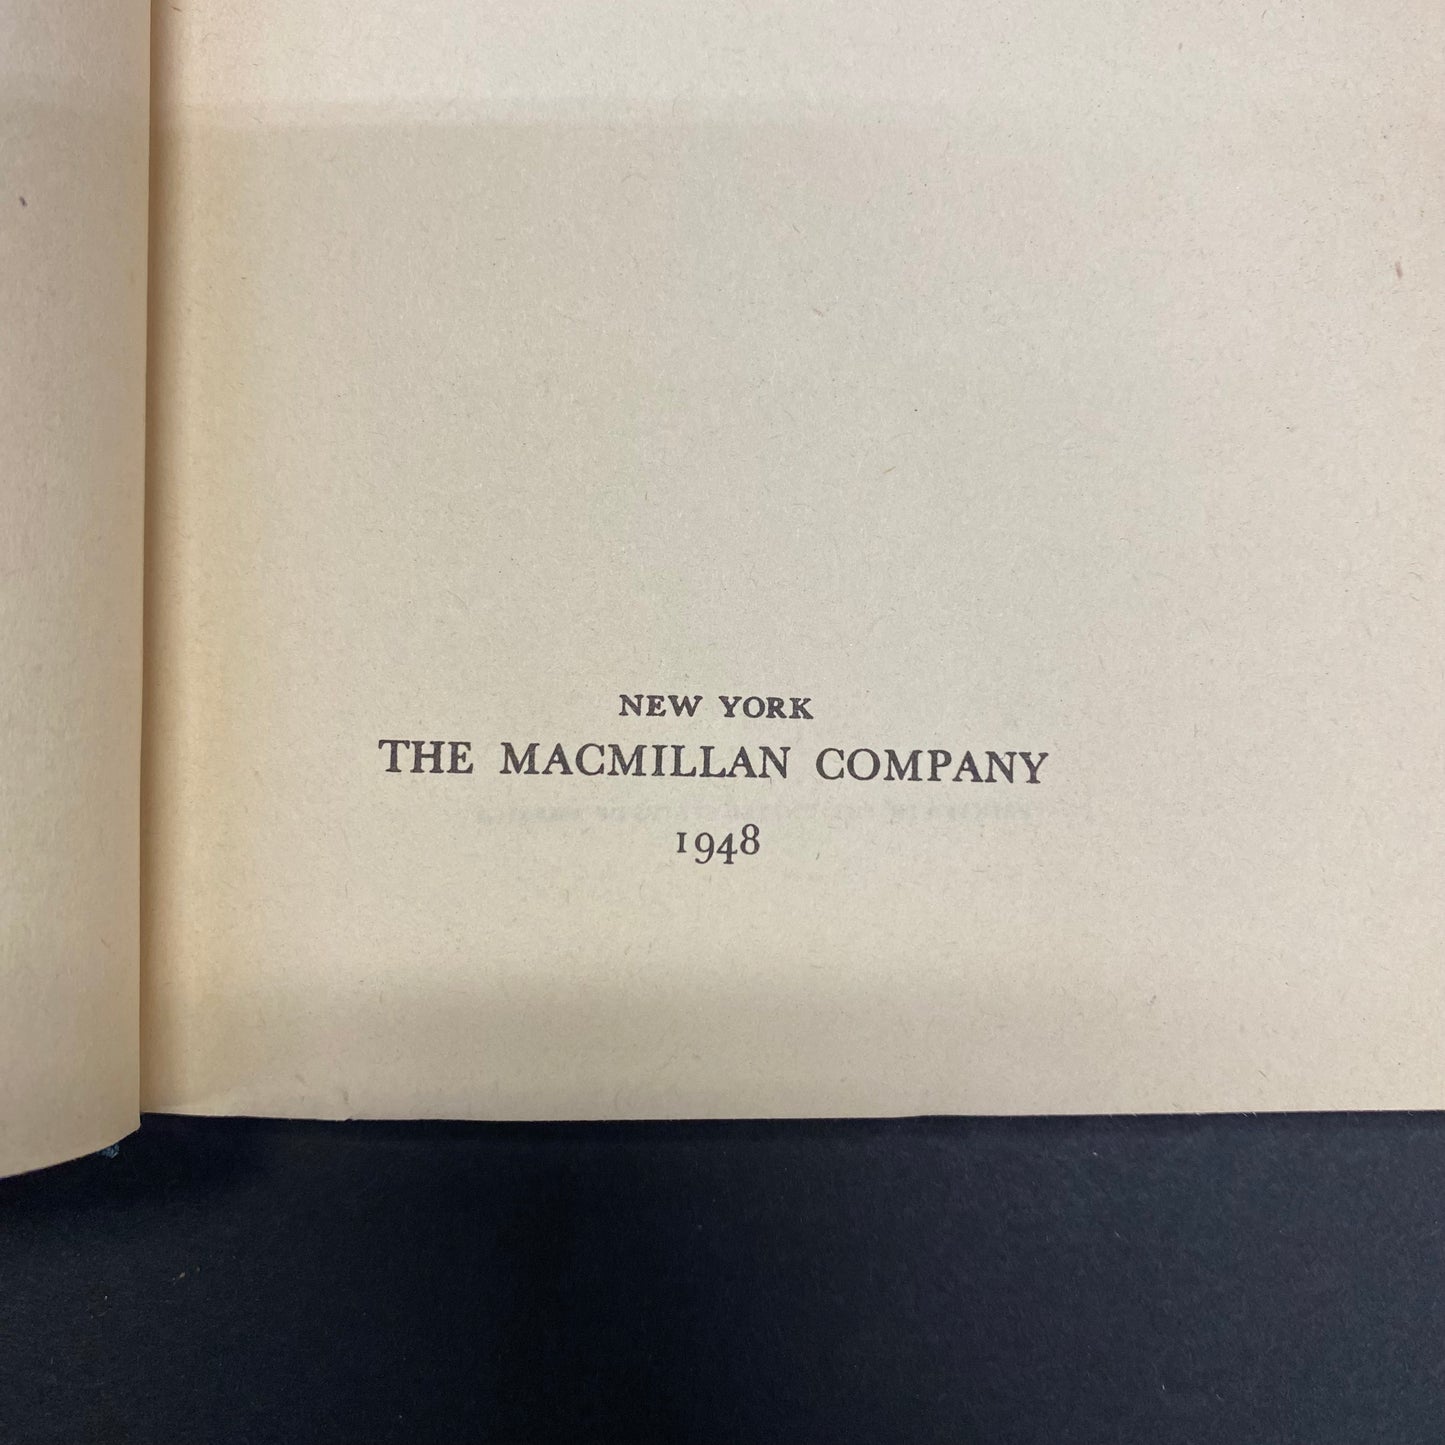 NEW YORK
THE MACMILLAN COMPANY
1948